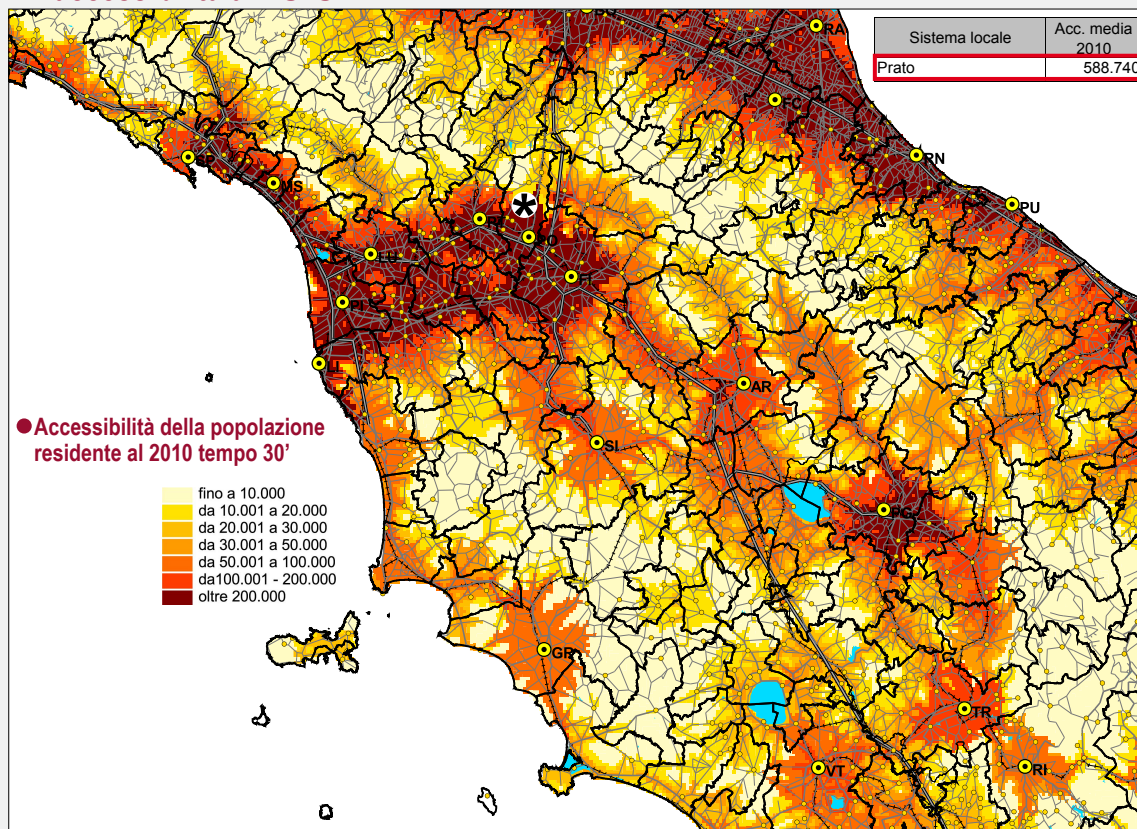 Sistema locale
Acc. media
2010
Prato
588.740
RA
FC
RN
PU
MS
AR
SI
GR
TR
VT
RI
Accessibilità della popolazione
residente al 2010 tempo 30’
fino a 10.000
da 10.001 a 20.000
da 20.001 a 30.000
da 30.001 a 50.000
da 50.001 a 100.000
da100.001 - 200.000
oltre 200.000